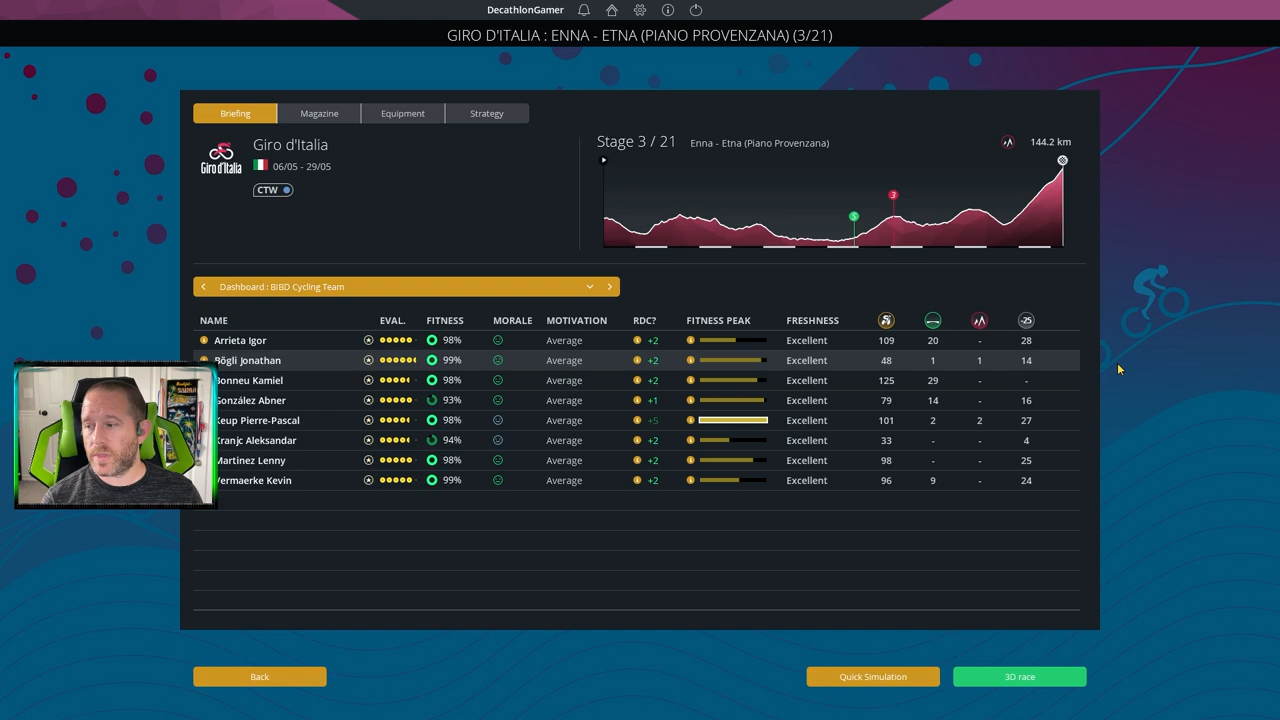 DecathlonGamer
GIRO D'ITALIA : ENNA - ETNA (PIANO PROVENZANA) (3/21)
Briefing Magazine Equipment Strategy
Giro d'Italia
Giro d'Italia
06/05 - 29/05
CTW
Stage 3 / 21 Enna - Etna (Piano Provenzana) 144.2 km
3
S
Dashboard : BIBD Cycling Team
NAME EVAL. FITNESS MORALE MOTIVATION RDC? FITNESS PEAK FRESHNESS -25
Arrieta Igor 98% Average +2 Excellent 109 20 - 28
Bögli Jonathan 99% Average +2 Excellent 48 1 1 14
Bonneu Kamiel 98% Average +2 Excellent 125 29 - -
González Abner 93% Average +1 Excellent 79 14 - 16
Keup Pierre-Pascal 98% Average +5 Excellent 101 2 2 27
Kranjc Aleksandar 94% Average +2 Excellent 33 - - 4
Martinez Lenny 98% Average +2 Excellent 98 - - 25
Vermaerke Kevin 99% Average +2 Excellent 96 9 - 24
Back Quick Simulation 3D race